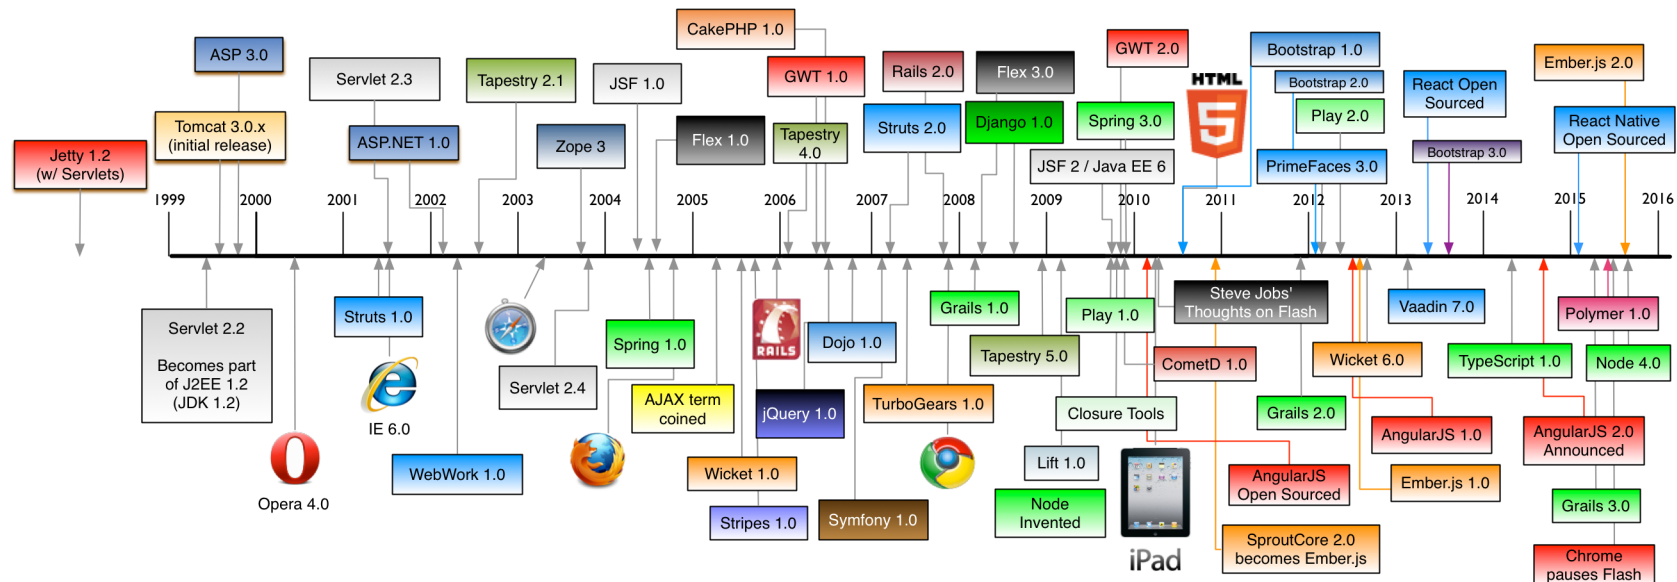 CakePHP 1.0
ASP 3.0
Servlet 2.3
Tapestry 2.1
JSF 1.0
GWT 1.0
Rails 2.0
Flex 3.0
GWT 2.0
Bootstrap 1.0
HTML
5
Bootstrap 2.0
React Open
Sourced
Ember.js 2.0
Tomcat 3.0.x
(initial release)
ASP.NET 1.0
Zope 3
Flex 1.0
Tapestry
4.0
Struts 2.0
Django 1.0
Spring 3.0
Play 2.0
React Native
Open Sourced
Jetty 1.2
(w/ Servlets)
JSF 2 / Java EE 6
PrimeFaces 3.0
Bootstrap 3.0
1999
2000
2001
2002
2003
2004
2005
2006
2007
2008
2009
2010
2011
2012
2013
2014
2015
2016
Servlet 2.2
Becomes part
of J2EE 1.2
(JDK 1.2)
Opera 4.0
Struts 1.0
IE 6.0
WebWork 1.0
Servlet 2.4
Spring 1.0
AJAX term
coined
RAILS
jQuery 1.0
Wicket 1.0
Stripes 1.0
Dojo 1.0
Symfony 1.0
TurboGears 1.0
Grails 1.0
Tapestry 5.0
Play 1.0
Closure Tools
Lift 1.0
Node
Invented
iPad
CometD 1.0
Steve Jobs'
Thoughts on Flash
Grails 2.0
AngularJS
Open Sourced
SproutCore 2.0
becomes Ember.js
Wicket 6.0
Vaadin 7.0
AngularJS 1.0
Ember.js 1.0
TypeScript 1.0
Polymer 1.0
Node 4.0
AngularJS 2.0
Announced
Grails 3.0
Chrome
pauses Flash